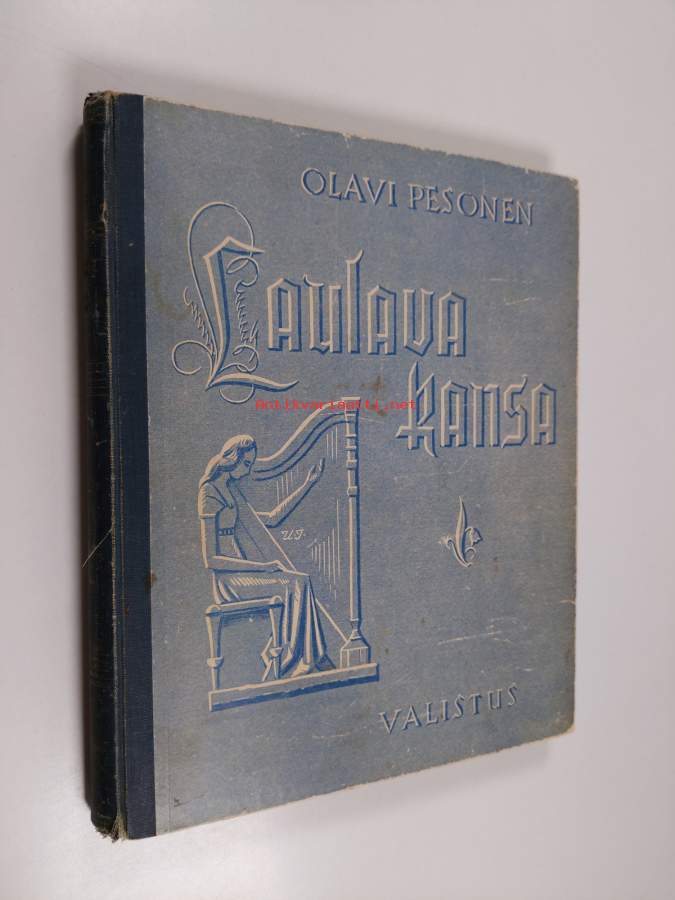 OLAVI PESONEN
Laulava
Antikvariaatti.net
kansa
U.J.
VALISTUS